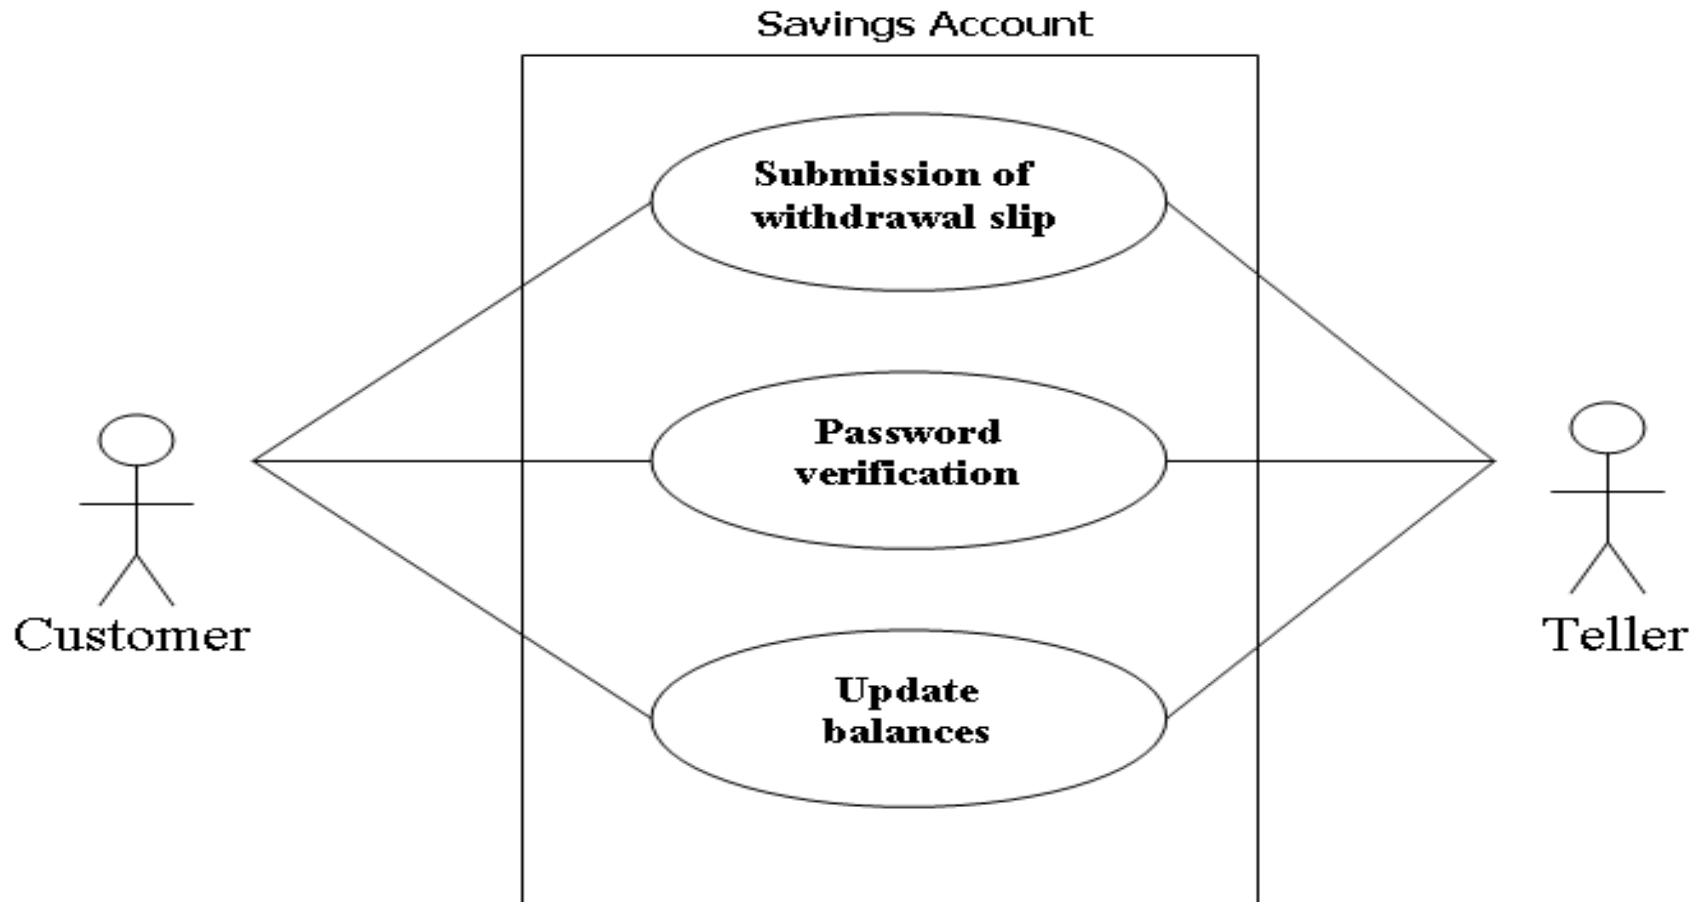 Savings Account
Submission of
withdrawal slip
Password
verification
Customer
Teller
Update
balances